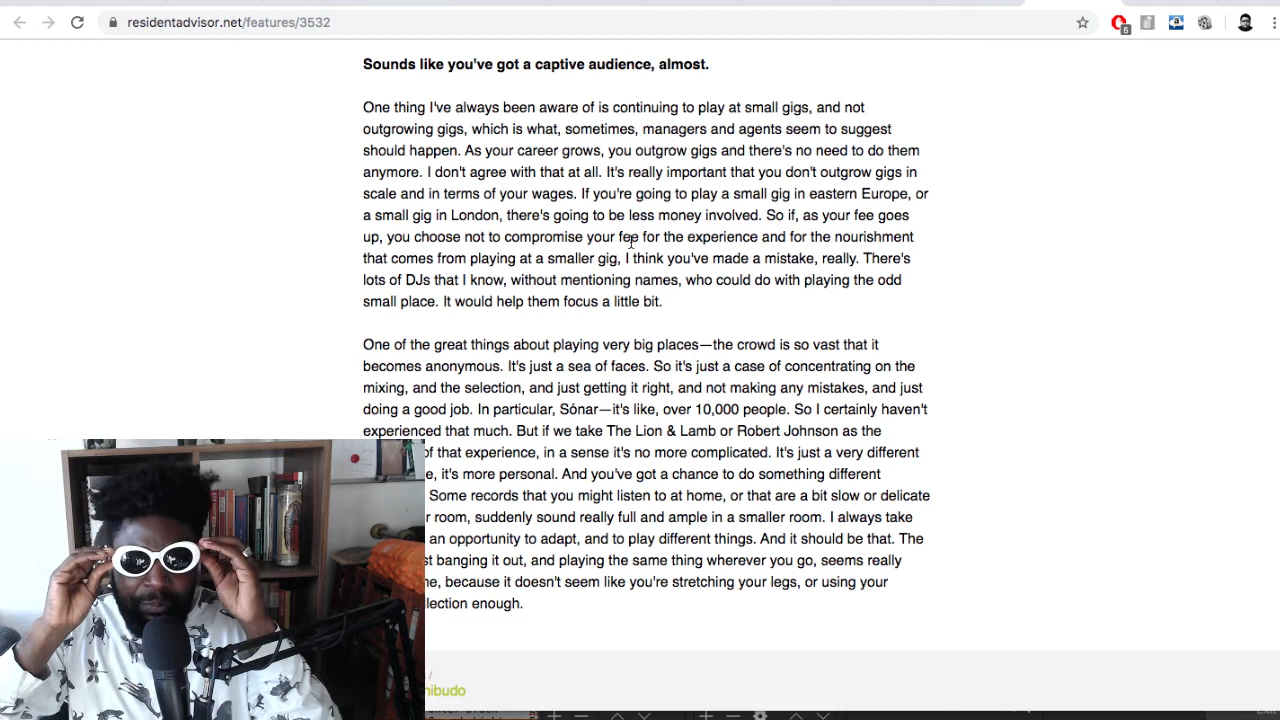 residentadvisor.net/features/3532
5
Sounds like you've got a captive audience, almost.
One thing I've always been aware of is continuing to play at small gigs, and not
outgrowing gigs, which is what, sometimes, managers and agents seem to suggest
should happen. As your career grows, you outgrow gigs and there's no need to do them
anymore. I don't agree with that at all. It's really important that you don't outgrow gigs in
scale and in terms of your wages. If you're going to play a small gig in eastern Europe, or
a small gig in London, there's going to be less money involved. So if, as your fee goes
up, you choose not to compromise your fee for the experience and for the nourishment
that comes from playing at a smaller gig, I think you've made a mistake, really. There's
lots of DJs that I know, without mentioning names, who could do with playing the odd
small place. It would help them focus a little bit.
One of the great things about playing very big places—the crowd is so vast that it
becomes anonymous. It's just a sea of faces. So it's just a case of concentrating on the
mixing, and the selection, and just getting it right, and not making any mistakes, and just
doing a good job. In particular, Sónar—it's like, over 10,000 people. So I certainly haven't
experienced that much. But if we take The Lion & Lamb or Robert Johnson as the
of that experience, in a sense it's no more complicated. It's just a very different
e, it's more personal. And you've got a chance to do something different
Some records that you might listen to at home, or that are a bit slow or delicate
r room, suddenly sound really full and ample in a smaller room. I always take
an opportunity to adapt, and to play different things. And it should be that. The
st banging it out, and playing the same thing wherever you go, seems really
ne, because it doesn't seem like you're stretching your legs, or using your
lection enough.
/
hibudo